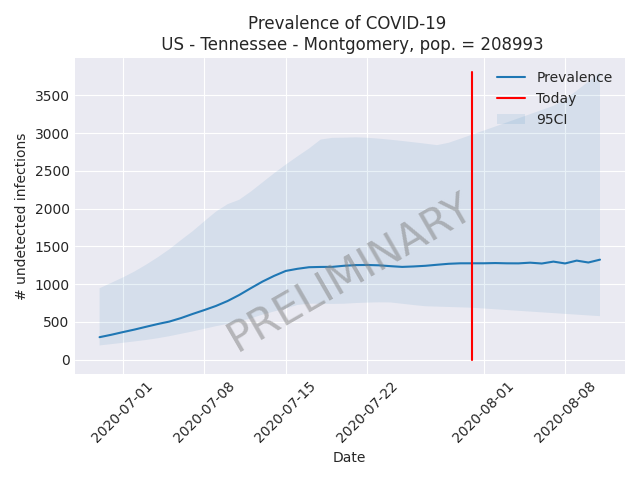 Prevalence of COVID-19
US - Tennessee - Montgomery, pop. = 208993
Prevalence
Today
95CI
# undetected infections
3500
3000
2500
2000
1500
1000
500
0
PRELIMINARY
2020-07-01
2020-07-08
2020-07-15
2020-07-22
2020-08-01
2020-08-08
Date